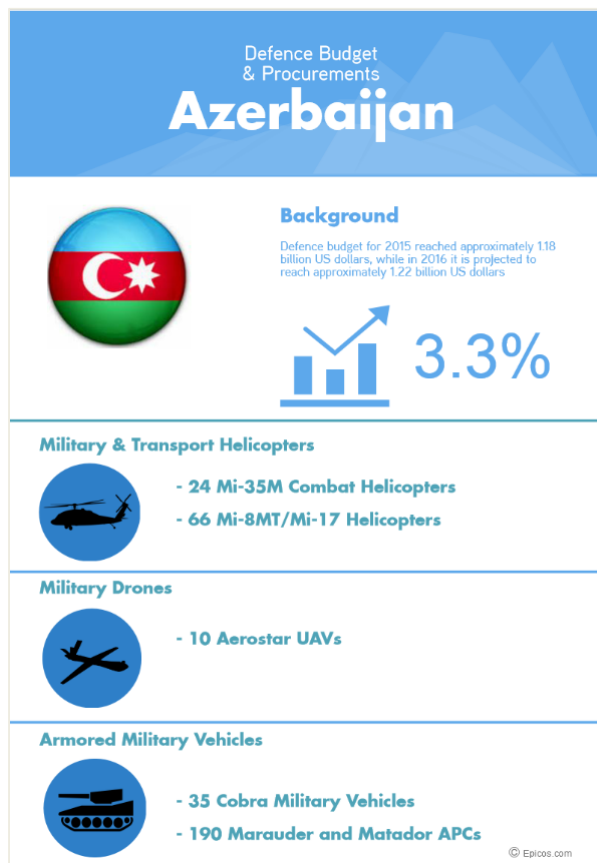 Defence Budget
& Procurements
Azerbaijan
Background
Defence budget for 2015 reached approximately 1.18
billion US dollars, while in 2016 it is projected to
reach approximately 1.22 billion US dollars
3.3%
Military & Transport Helicopters
- 24 Mi-35M Combat Helicopters
- 66 Mi-8MT/Mi-17 Helicopters
Military Drones
- 10 Aerostar UAVs
Armored Military Vehicles
- 35 Cobra Military Vehicles
- 190 Marauder and Matador APCs
© Epicos.com